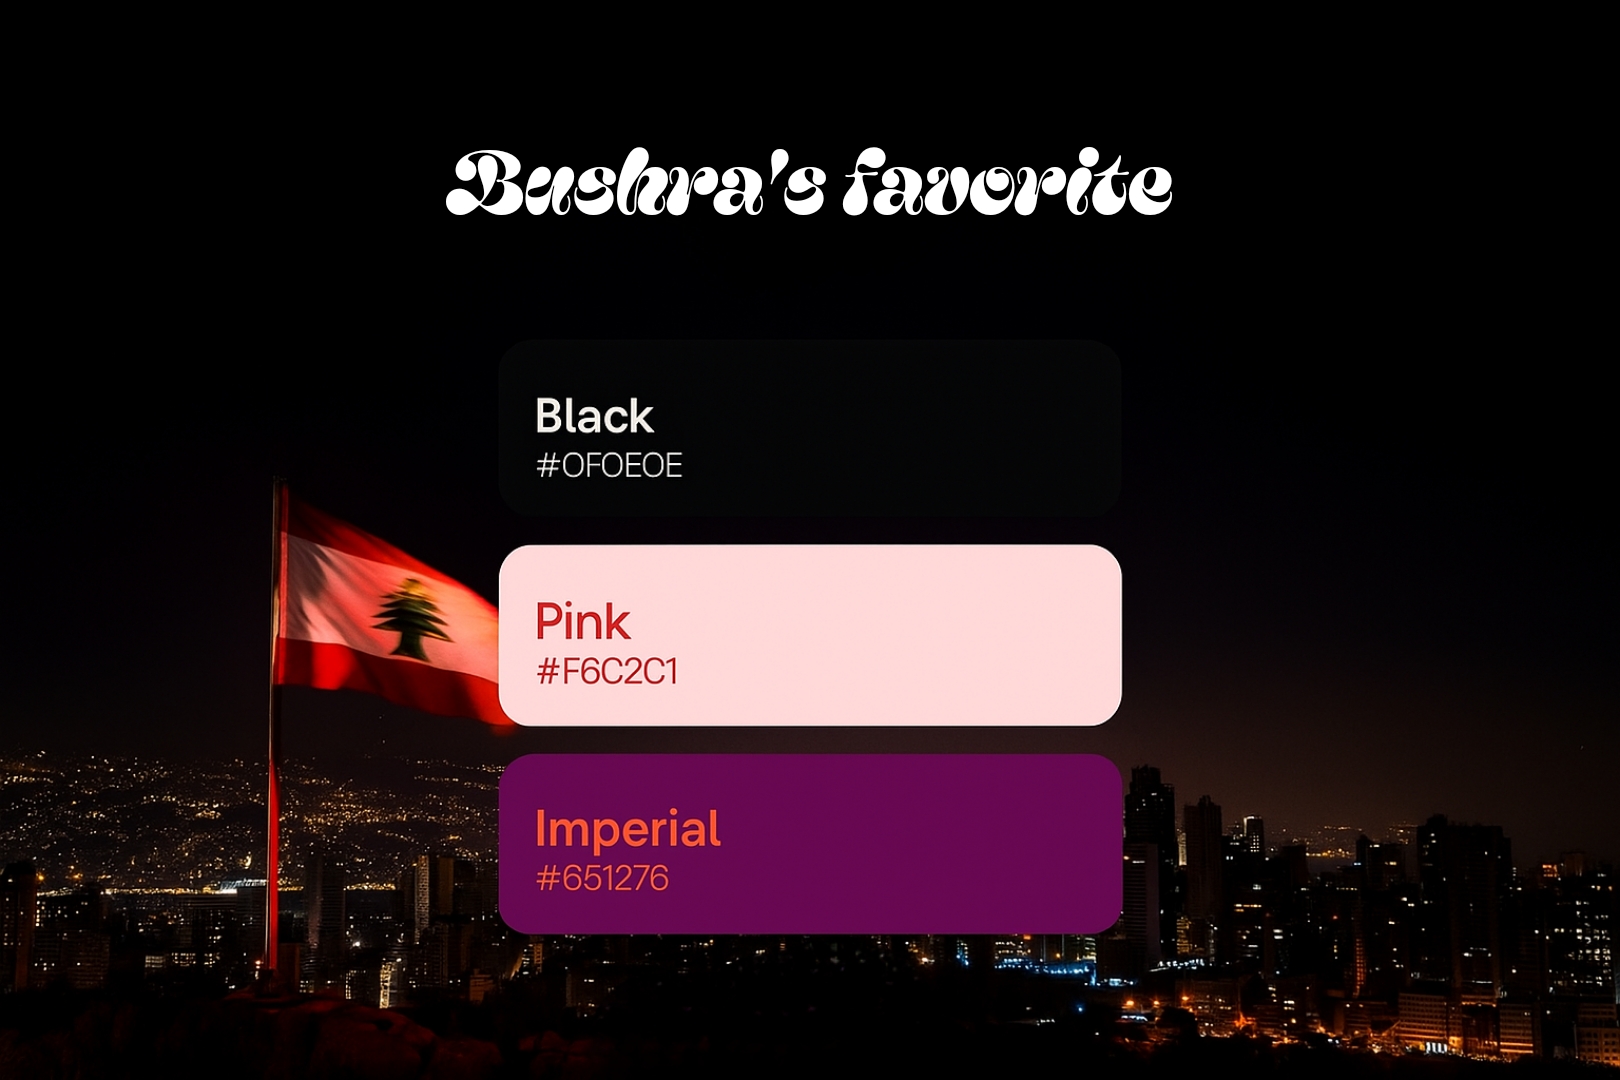 Bushra's favorite
Black
#0F0E0E
Pink
#F6C2C1
Imperial
#651276